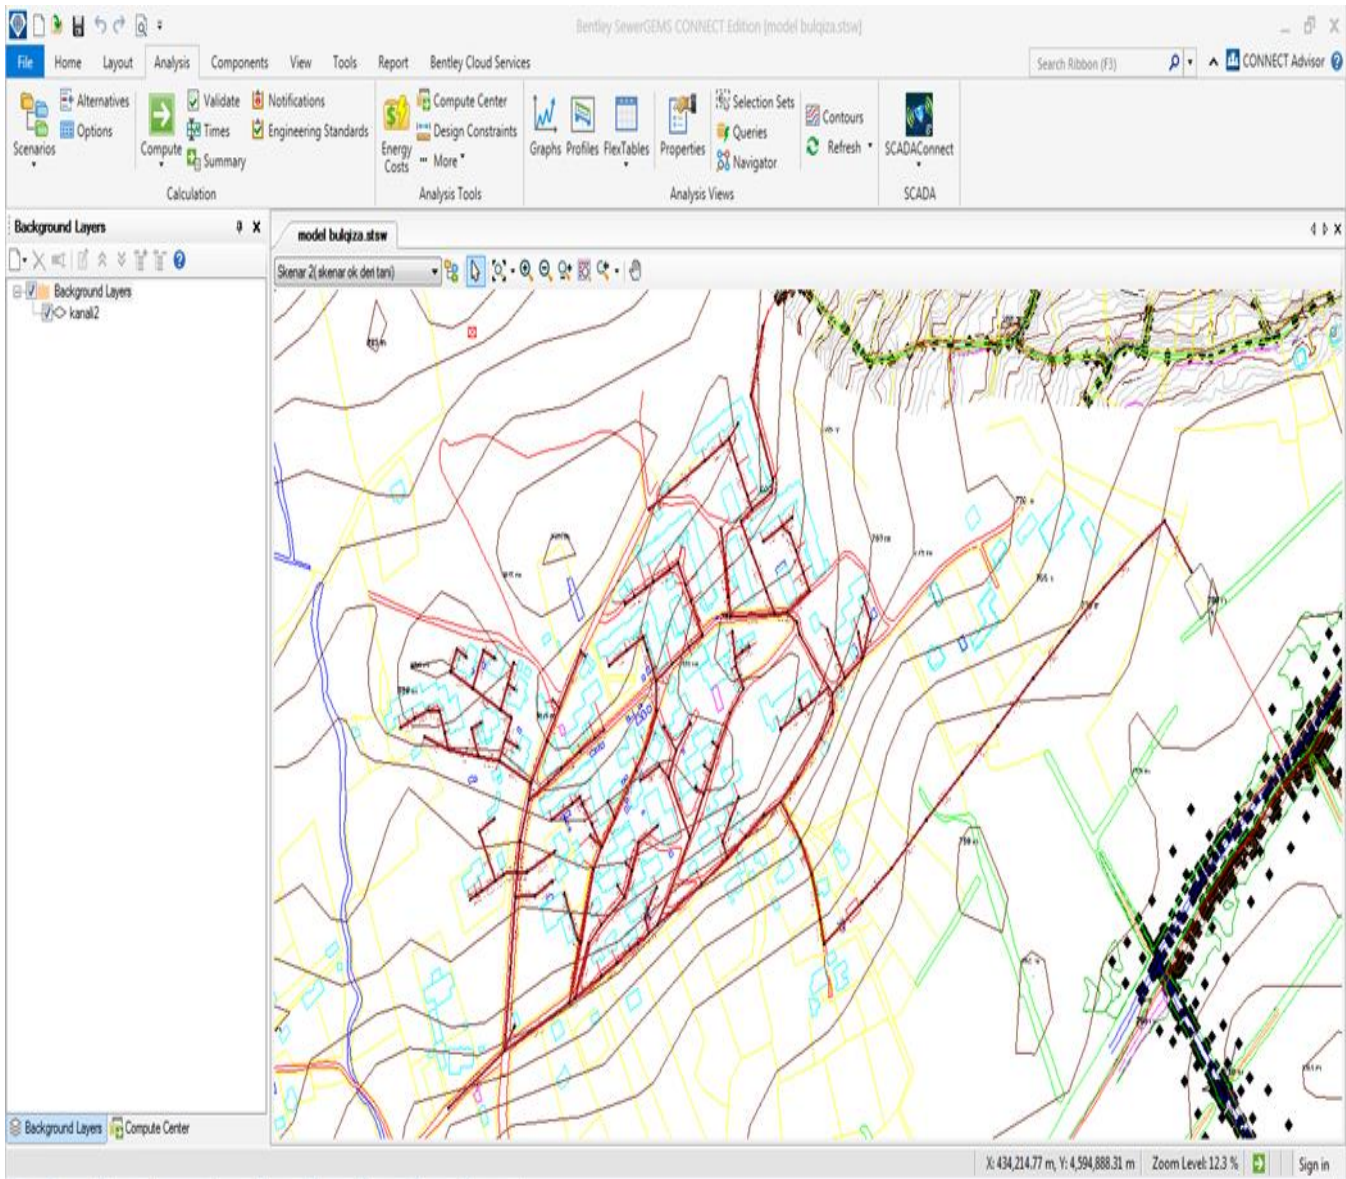 Bentley SewerGEMS CONNECT Edition [model bulqiza.stsw]
File Home Layout Analysis Components View Tools Report Bentley Cloud Services
Search Ribbon (F3) CONNECT Advisor
Scenarios
Alternatives
Options
Compute
Validate
Times
Summary
Notifications
Engineering Standards
Calculation
Energy Costs
Compute Center
Design Constraints
More
Analysis Tools
Graphs Profiles FlexTables Properties
Selection Sets
Queries
Navigator
Contours
Refresh
Analysis Views
SCADAConnect
SCADA
Background Layers
model bulqiza.stsw
Skenar 2( skenar ok deri tani)
Background Layers
kanali2
Background Layers Compute Center
X: 434,214.77 m, Y: 4,594,888.31 m Zoom Level: 12.3 % Sign in